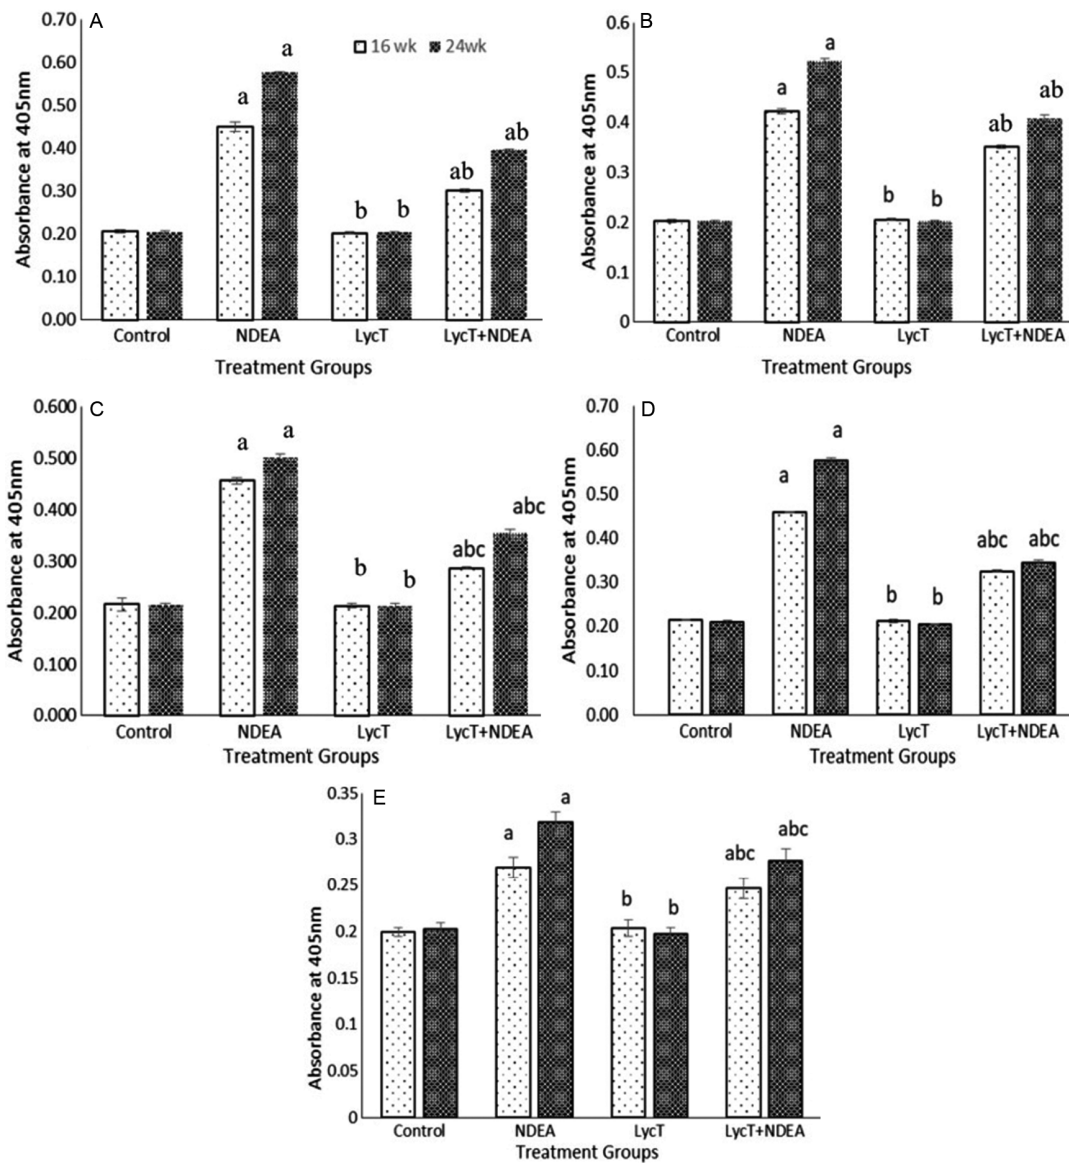 A
0.70
0.60
0.50
0.40
0.30
0.20
0.10
0.00
Absorbance at 405nm
16 wk 24wk
a a
b b
ab ab
Control NDEA LycT LycT+NDEA
Treatment Groups
B
0.6
0.5
0.4
0.3
0.2
0.1
0
Absorbance at 405nm
a a
b b
ab ab
Control NDEA LycT LycT+NDEA
Treatment Groups
C
0.600
0.500
0.400
0.300
0.200
0.100
0.000
Absorbance at 405nm
a a
b b
abc abc
Control NDEA LycT LycT+NDEA
Treatment Groups
D
0.70
0.60
0.50
0.40
0.30
0.20
0.10
0.00
Absorbance at 405nm
a a
b b
abc abc
Control NDEA LycT LycT+NDEA
Treatment Groups
E
0.35
0.3
0.25
0.2
0.15
0.1
0.05
0
Absorbance at 405nm
a a
b b
abc abc
Control NDEA LycT LycT+NDEA
Treatment Groups